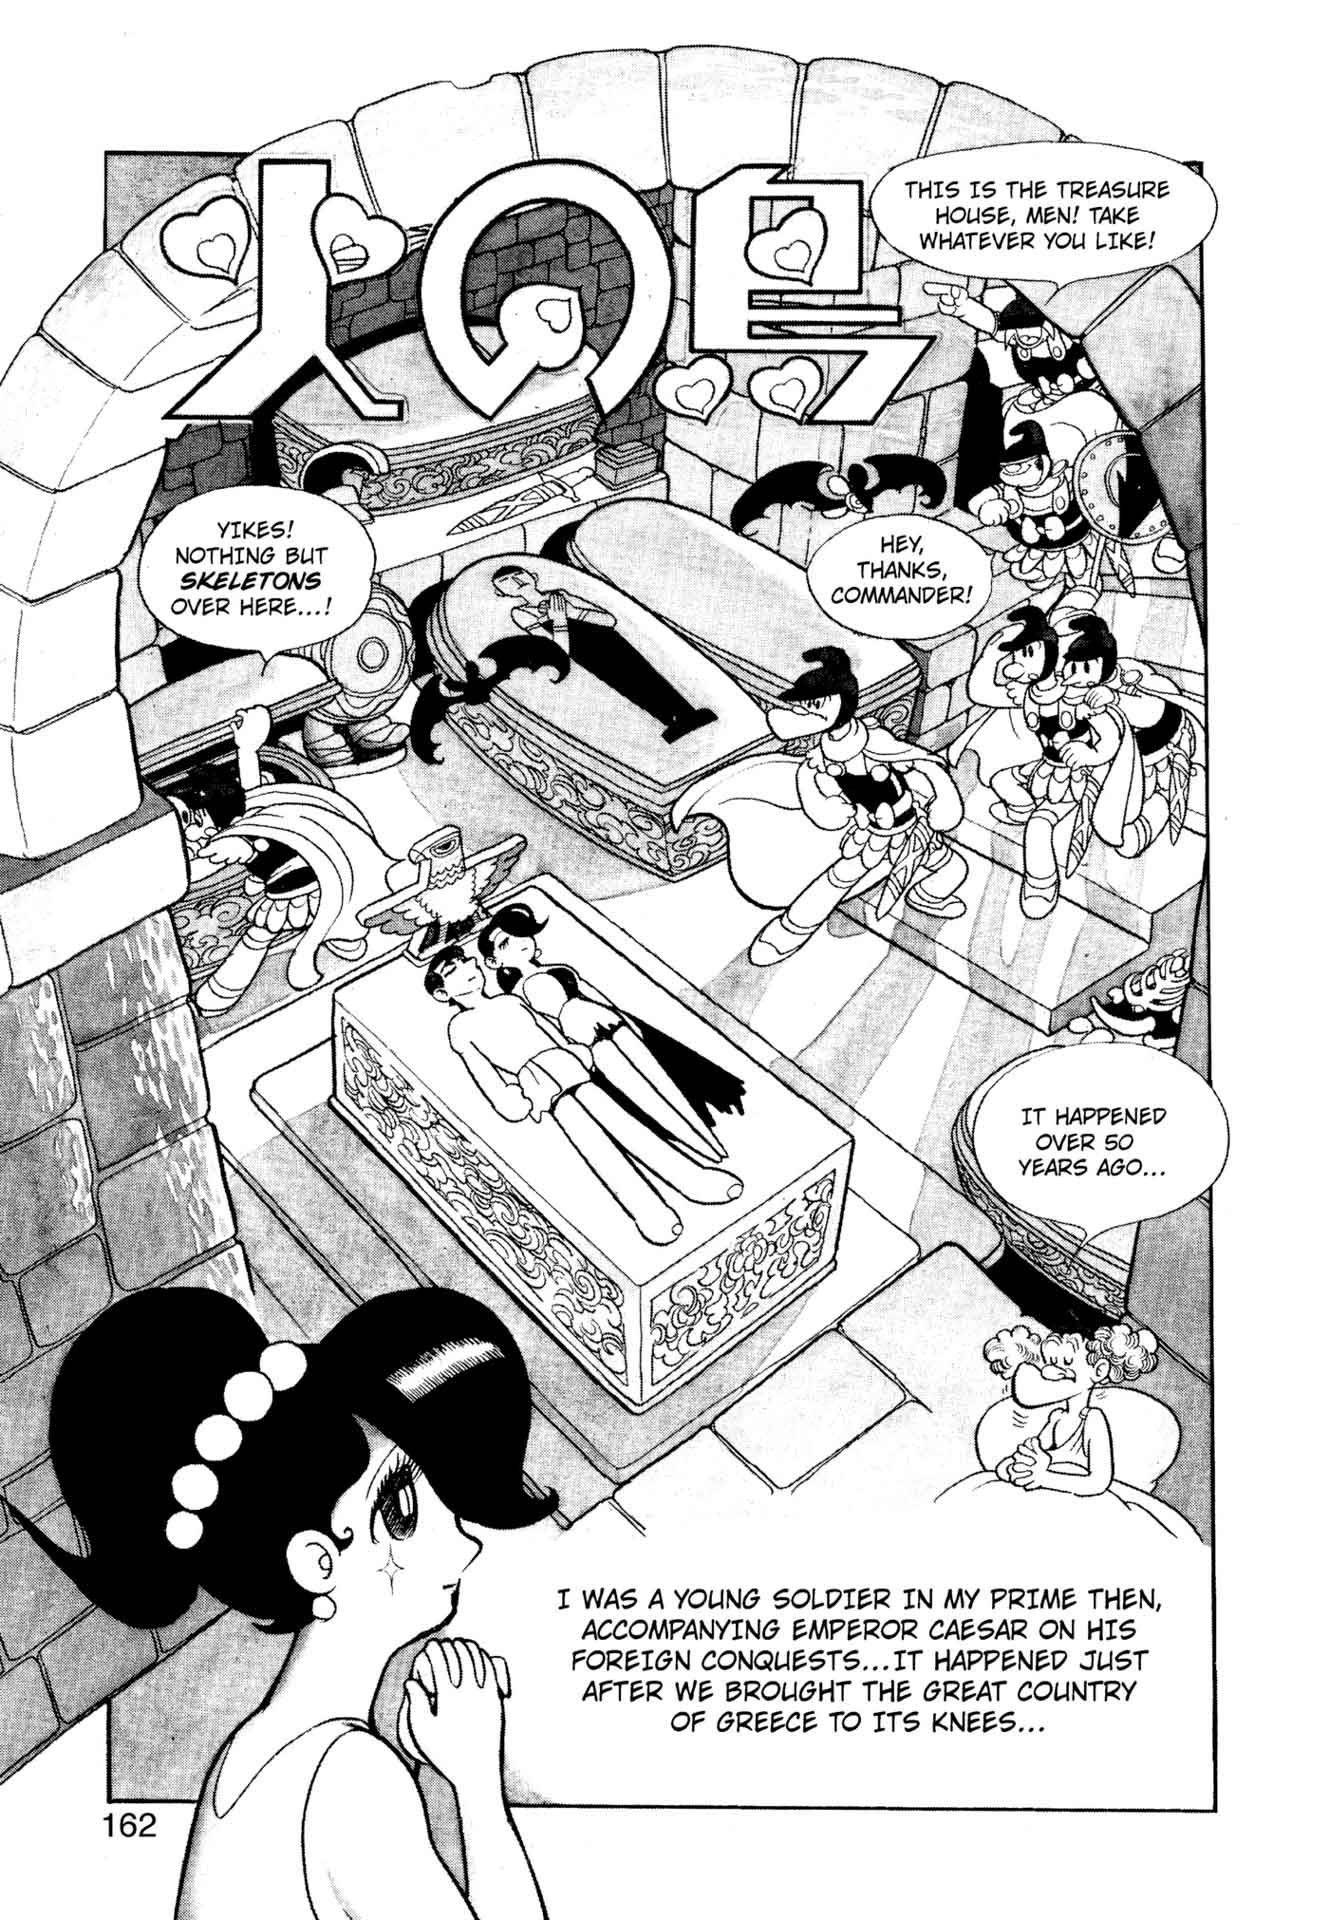 火の鳥
THIS IS THE TREASURE
HOUSE, MEN! TAKE
WHATEVER YOU LIKE!
YIKES!
NOTHING BUT
SKELETONS
OVER HERE...!
HEY,
THANKS,
COMMANDER!
IT HAPPENED
OVER 50
YEARS AGO...
I WAS A YOUNG SOLDIER IN MY PRIME THEN,
ACCOMPANYING EMPEROR CAESAR ON HIS
FOREIGN CONQUESTS...IT HAPPENED JUST
AFTER WE BROUGHT THE GREAT COUNTRY
OF GREECE TO ITS KNEES...
162